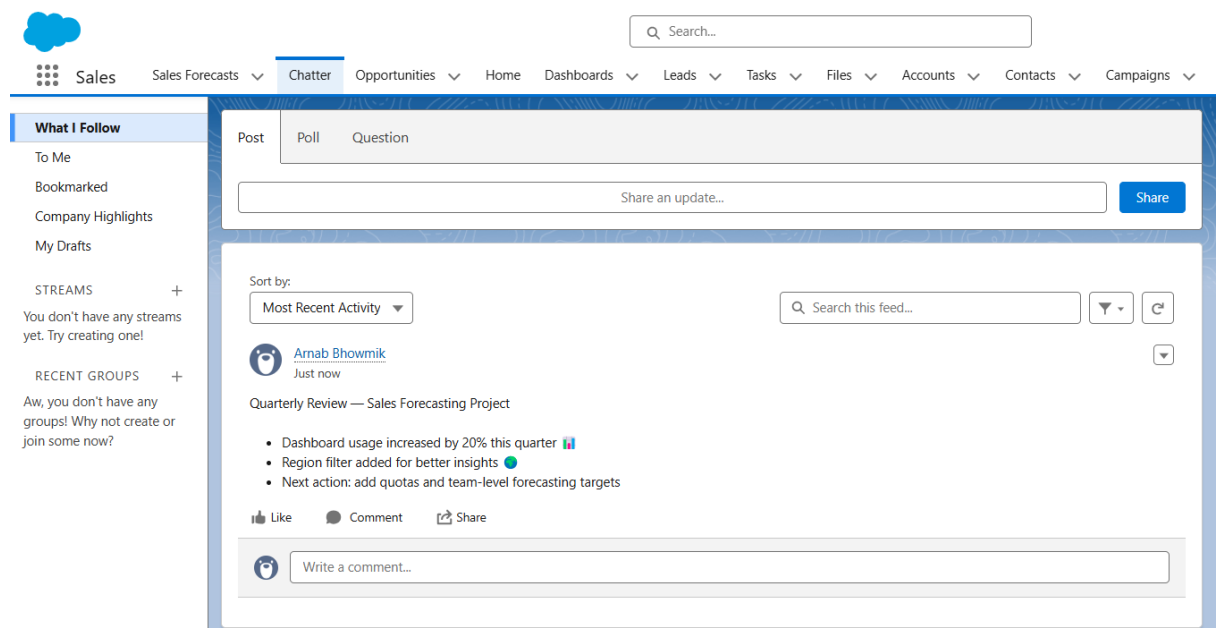 Search...
Sales
Sales Forecasts
Chatter
Opportunities
Home
Dashboards
Leads
Tasks
Files
Accounts
Contacts
Campaigns
What I Follow
To Me
Bookmarked
Company Highlights
My Drafts
STREAMS
You don't have any streams
yet. Try creating one!
RECENT GROUPS
Aw, you don't have any
groups! Why not create or
join some now?
Post
Poll
Question
Share an update...
Share
Sort by:
Most Recent Activity
Search this feed...
Arnab Bhowmik
Just now
Quarterly Review — Sales Forecasting Project
• Dashboard usage increased by 20% this quarter 📊
• Region filter added for better insights 🌍
• Next action: add quotas and team-level forecasting targets
Like
Comment
Share
Write a comment...